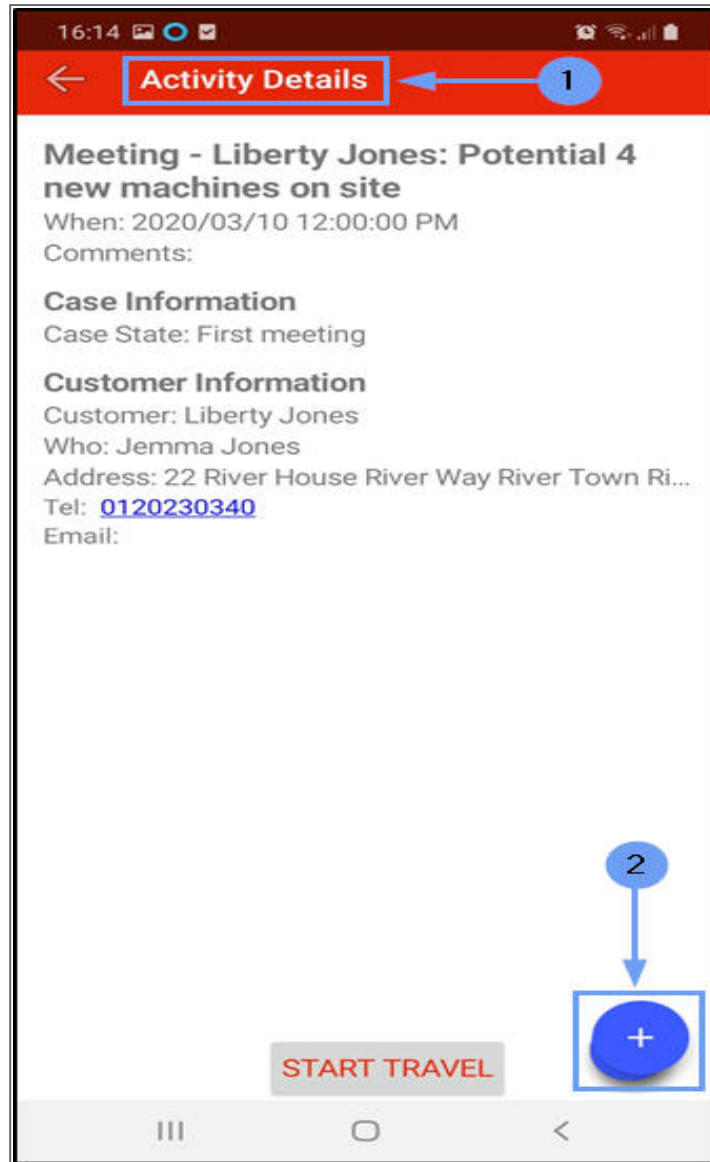 16:14
Activity Details
1
Meeting - Liberty Jones: Potential 4
new machines on site
When: 2020/03/10 12:00:00 PM
Comments:
Case Information
Case State: First meeting
Customer Information
Customer: Liberty Jones
Who: Jemma Jones
Address: 22 River House River Way River Town Ri...
Tel: 0120230340
Email:
2
+
START TRAVEL